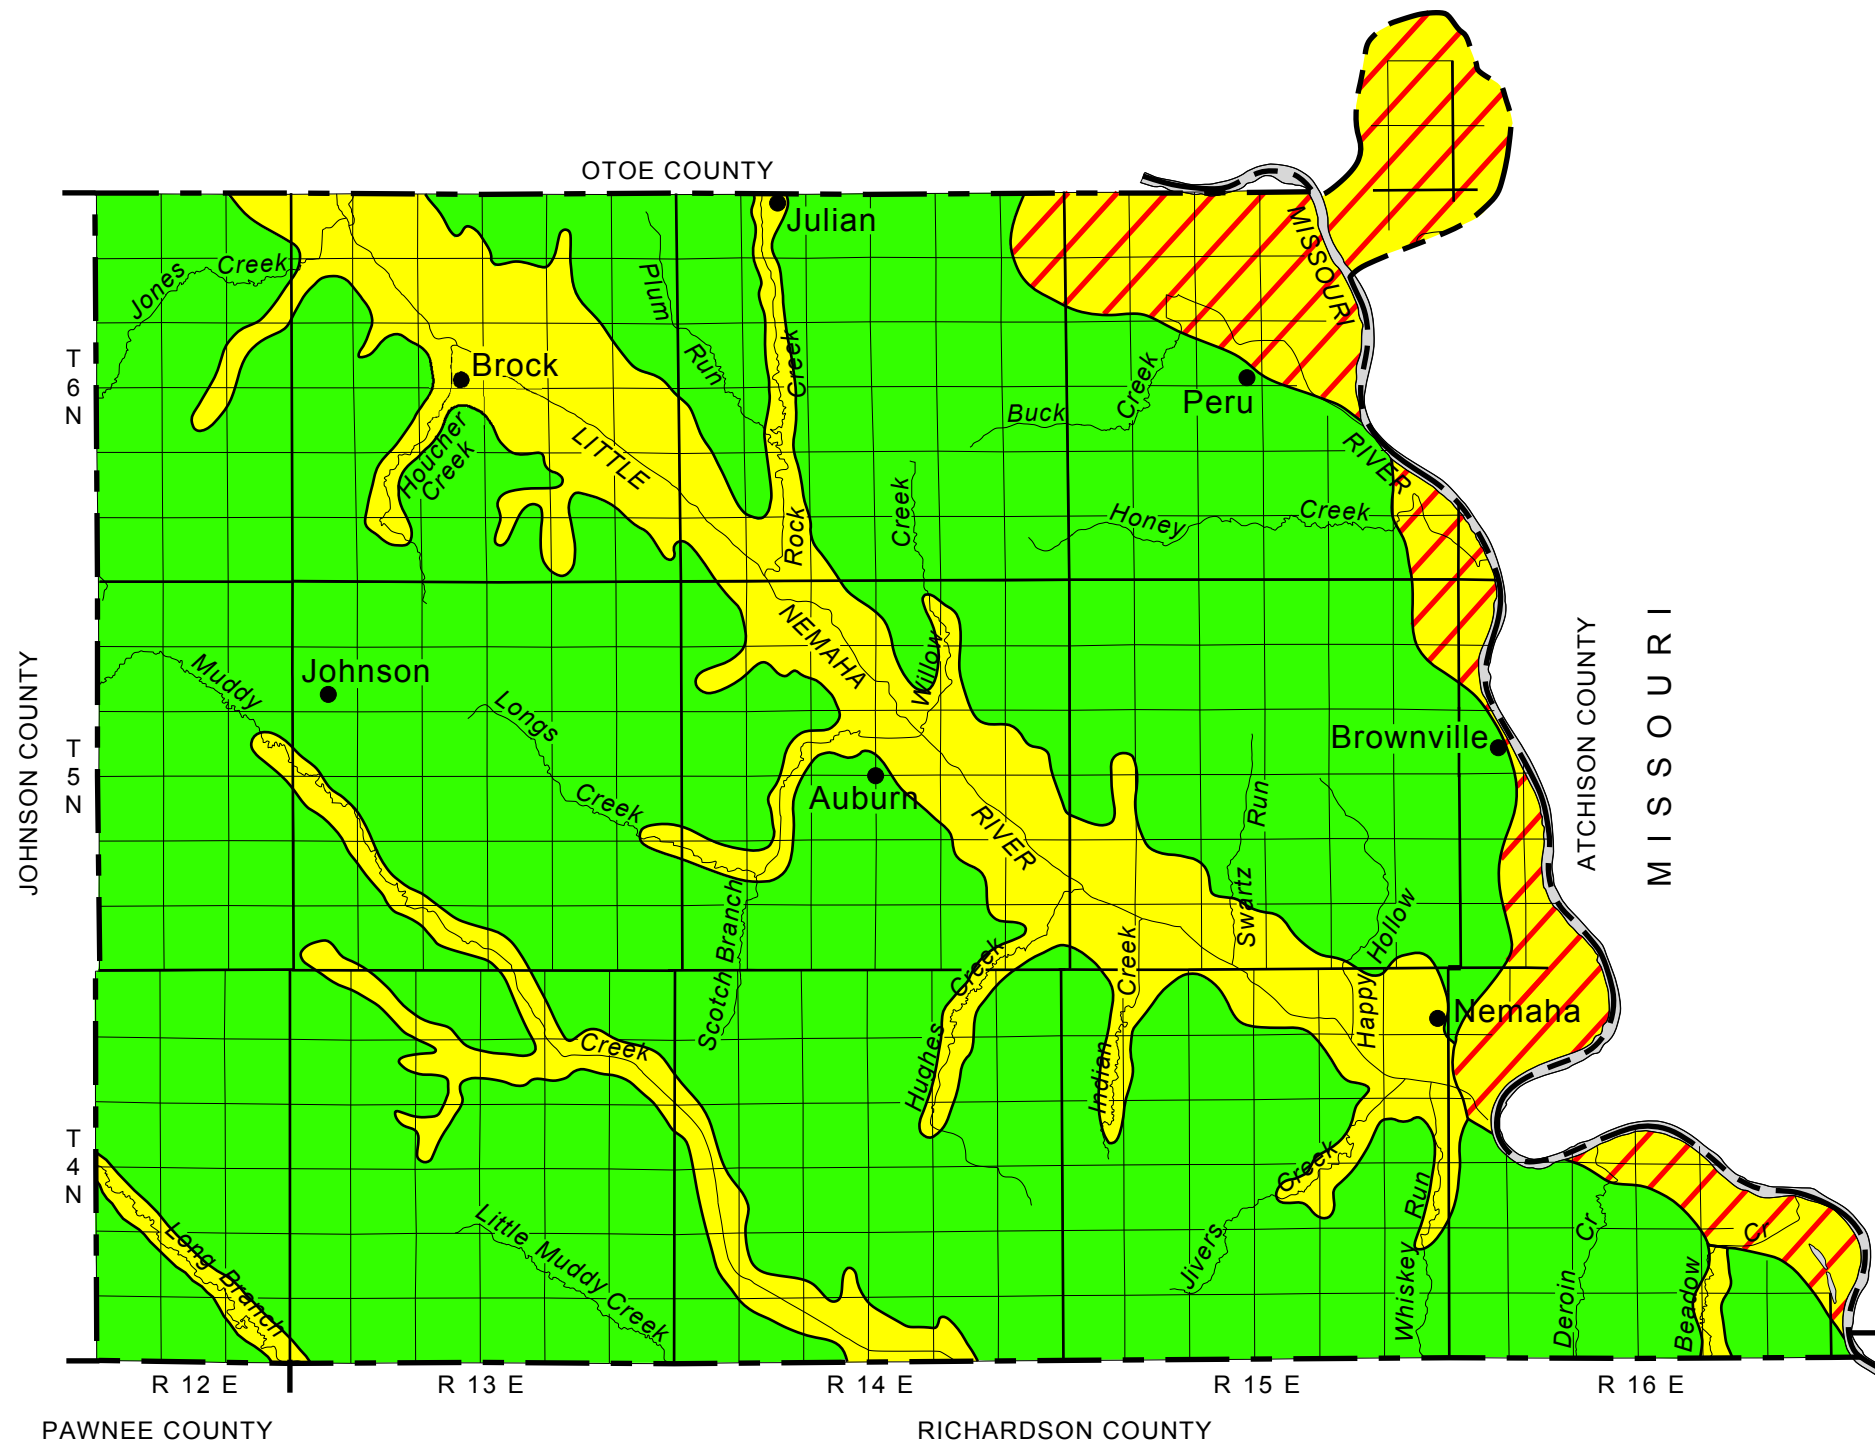 OTOE COUNTY
MISSOURI
Julian
Jones
Creek
Plum
Run
Creek
T
6
N
Brock
Creek
Buck
Peru
Houcher
Creek
LITTLE
RIVER
Creek
Rock
Honey
Creek
NEMAHA
Willow
Muddy
Johnson
Longs
Creek
JOHNSON COUNTY
T
5
N
Auburn
RIVER
Brownville
ATCHISON COUNTY
MISSOURI
Run
Swartz
Hollow
Happy
Scotch Branch
Creek
Hughes
Creek
Indian
Nemaha
Creek
T
4
N
Long Branch
Little Muddy Creek
Creek
Jivers
Run
Whiskey
Cr
Deroin
Cr
Beadow
R 12 E
R 13 E
R 14 E
R 15 E
R 16 E
PAWNEE COUNTY
RICHARDSON COUNTY